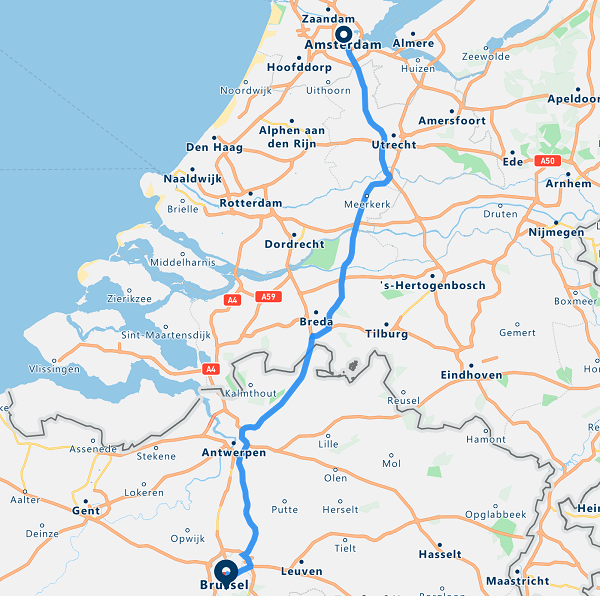 Zaandam
Amsterdam
Almere
Zeewolde
Hoofddorp
Huizen
Noordwijk
Uithoorn
Apeldoor
Amersfoort
Alphen aan
den Rijn
Den Haag
Utrecht
Ede
A50
Naaldwijk
Arnhem
Brielle
Rotterdam
Meerkerk
Druten
Nijmegen
Dordrecht
Middelharnis
's-Hertogenbosch
Zierikzee
A4
A59
Boxmeer
Breda
Sint-Maartensdijk
Tilburg
Gemert
Vlissingen
A4
Eindhoven
Ho
Kalmthout
Reusel
Hamont
Assenede
Stekene
Antwerpen
Lille
Mol
Lokeren
Olen
Aalter
Gent
Putte
Herselt
Opglabbeek
Hein
Deinze
Opwijk
Tielt
Hasselt
Brussel
Leuven
Maastricht